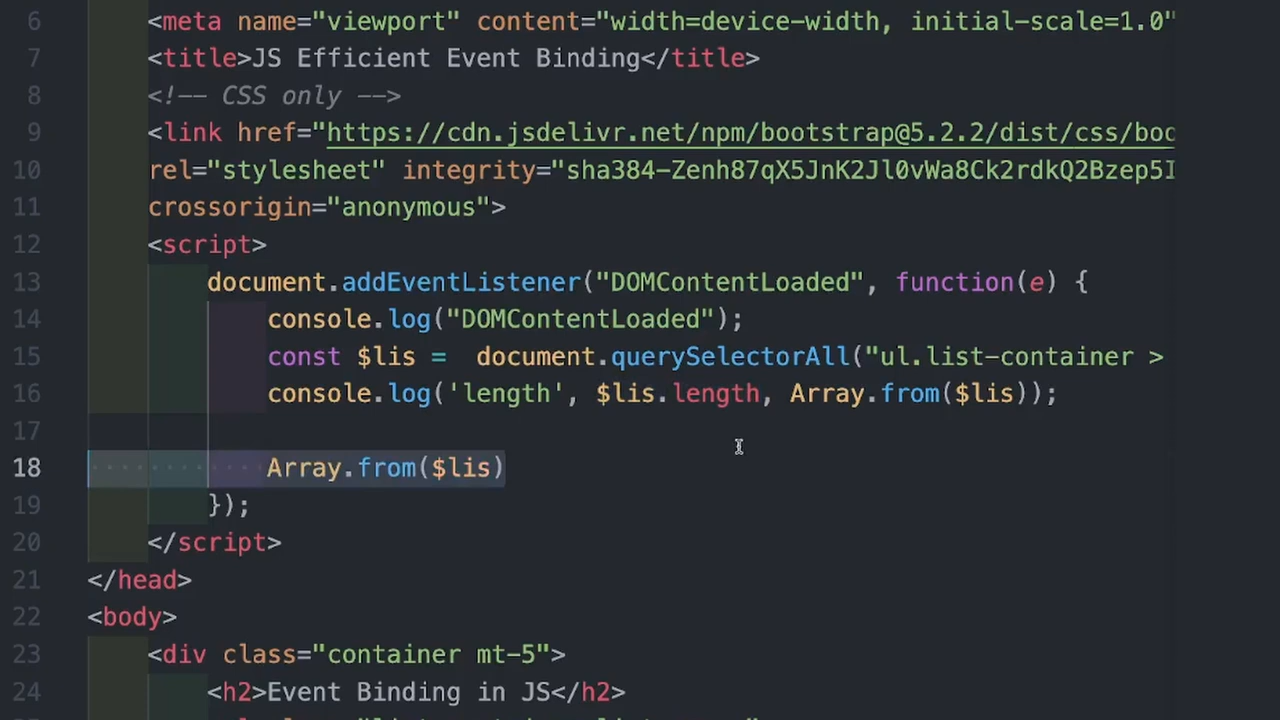 6 <meta name="viewport" content="width=device-width, initial-scale=1.0"
7 <title>JS Efficient Event Binding</title>
8 <!-- CSS only -->
9 <link href="https://cdn.jsdelivr.net/npm/bootstrap@5.2.2/dist/css/boo
10 rel="stylesheet" integrity="sha384-Zenh87qX5JnK2Jl0vWa8Ck2rdkQ2Bzep5I
11 crossorigin="anonymous">
12 <script>
13 document.addEventListener("DOMContentLoaded", function(e) {
14 console.log("DOMContentLoaded");
15 const $lis =  document.querySelectorAll("ul.list-container >
16 console.log('length', $lis.length, Array.from($lis));
17
18 Array.from($lis)
19 });
20 </script>
21 </head>
22 <body>
23 <div class="container mt-5">
24 <h2>Event Binding in JS</h2>